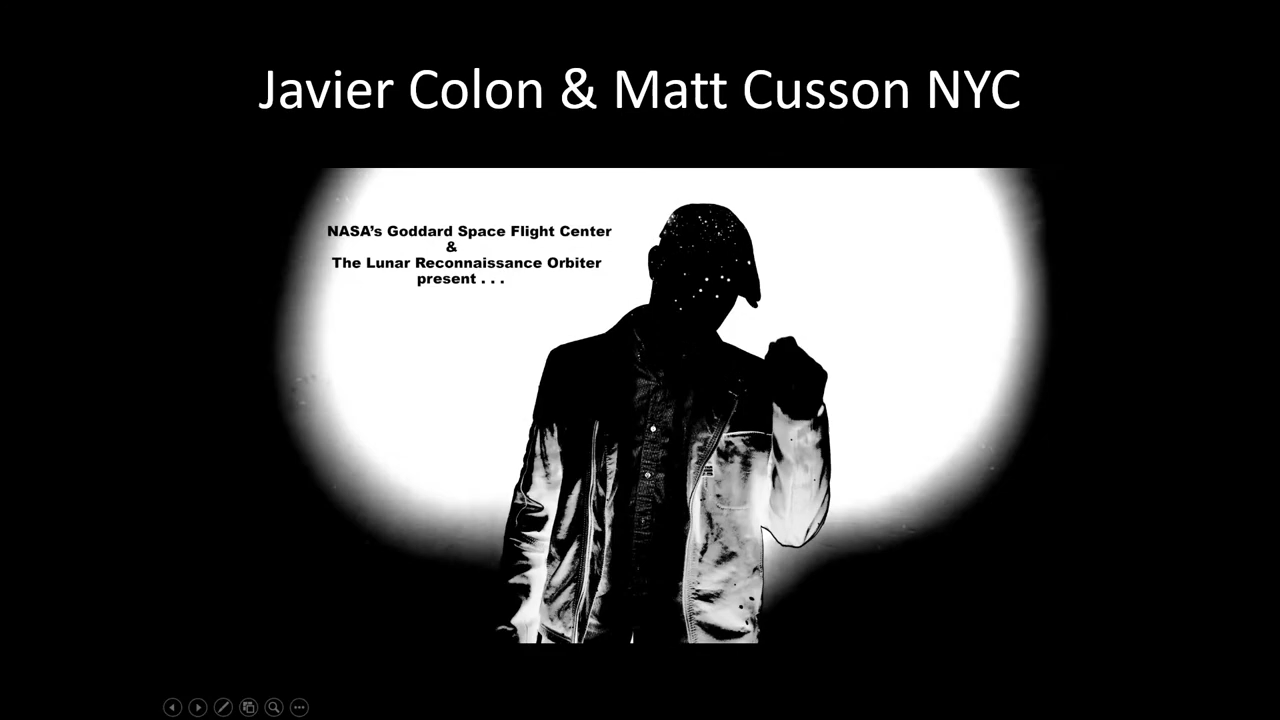 Javier Colon & Matt Cusson NYC
NASA’s Goddard Space Flight Center
&
The Lunar Reconnaissance Orbiter
present . . .